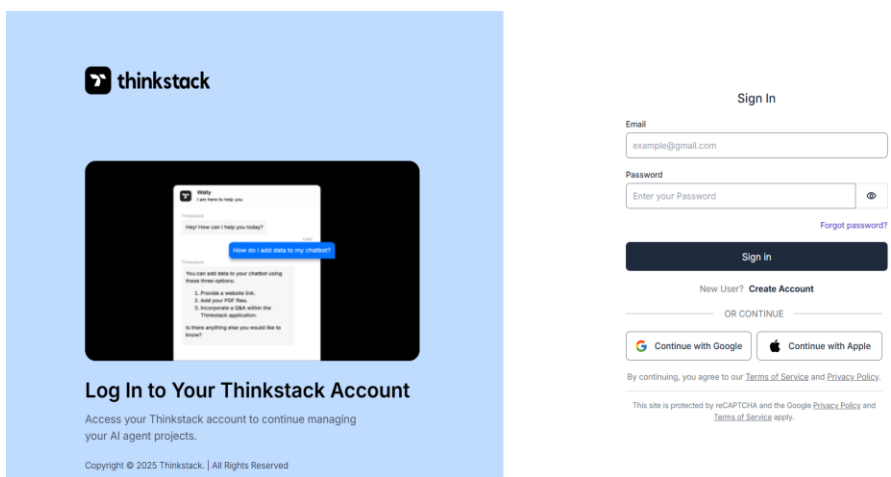 thinkstack
Wally
I am here to help you
Thinkstack
Hey! How can I help you today?
User
How do I add data to my chatbot?
Thinkstack
You can add data to your chatbot using
these three options:
1. Provide a website link.
2. Add your PDF files.
3. Incorporate a Q&A within the
Thinkstack application.
Is there anything else you would like to
know?
Log In to Your Thinkstack Account
Access your Thinkstack account to continue managing
your AI agent projects.
Copyright © 2025 Thinkstack. | All Rights Reserved
Sign In
Email
example@gmail.com
Password
Enter your Password
Forgot password?
Sign in
New User? Create Account
OR CONTINUE
Continue with Google
Continue with Apple
By continuing, you agree to our Terms of Service and Privacy Policy.
This site is protected by reCAPTCHA and the Google Privacy Policy and
Terms of Service apply.